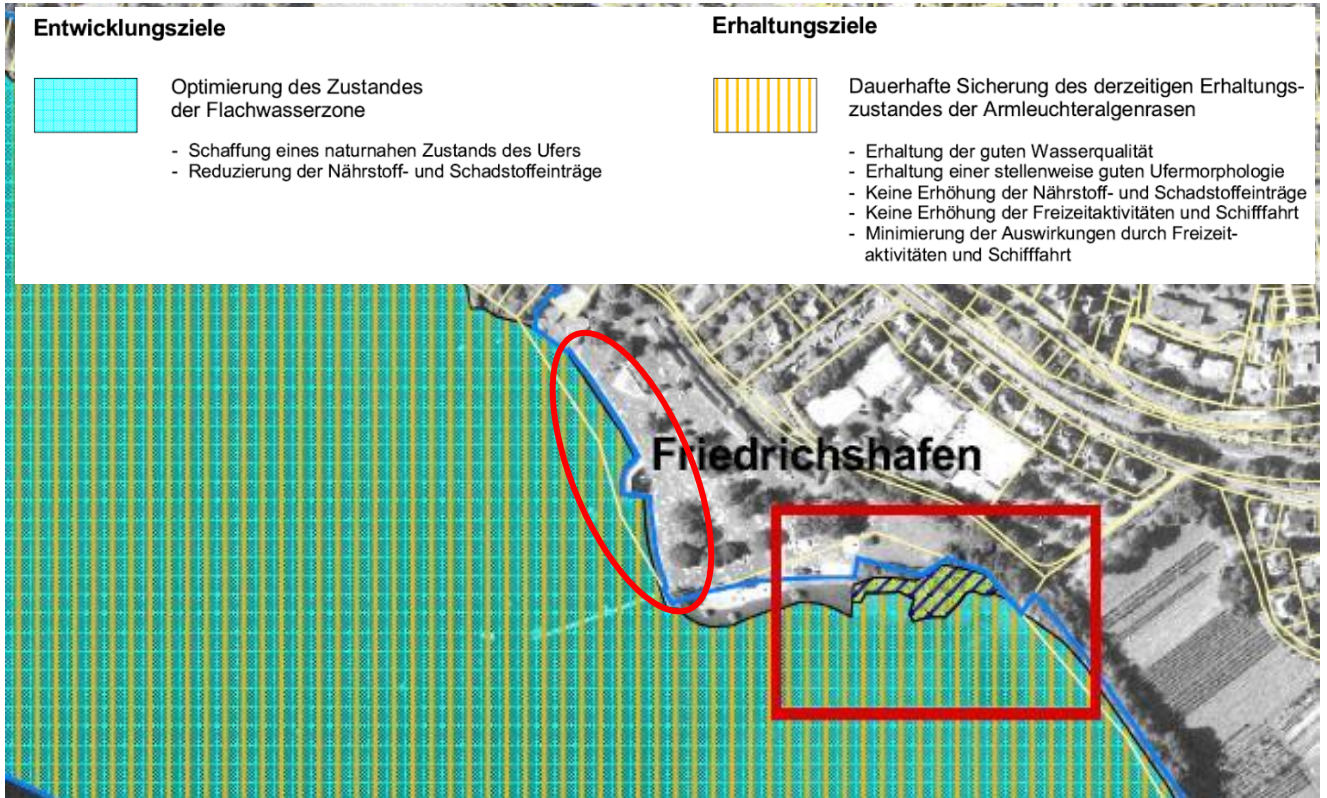 Entwicklungsziele
Optimierung des Zustandes
der Flachwasserzone
- Schaffung eines naturnahen Zustands des Ufers
- Reduzierung der Nährstoff- und Schadstoffeinträge
Erhaltungsziele
Dauerhafte Sicherung des derzeitigen Erhaltungs-
zustandes der Armleuchteralgenrasen
- Erhaltung der guten Wasserqualität
- Erhaltung einer stellenweise guten Ufermorphologie
- Keine Erhöhung der Nährstoff- und Schadstoffeinträge
- Keine Erhöhung der Freizeitaktivitäten und Schifffahrt
- Minimierung der Auswirkungen durch Freizeit-
aktivitäten und Schifffahrt
Friedrichshafen